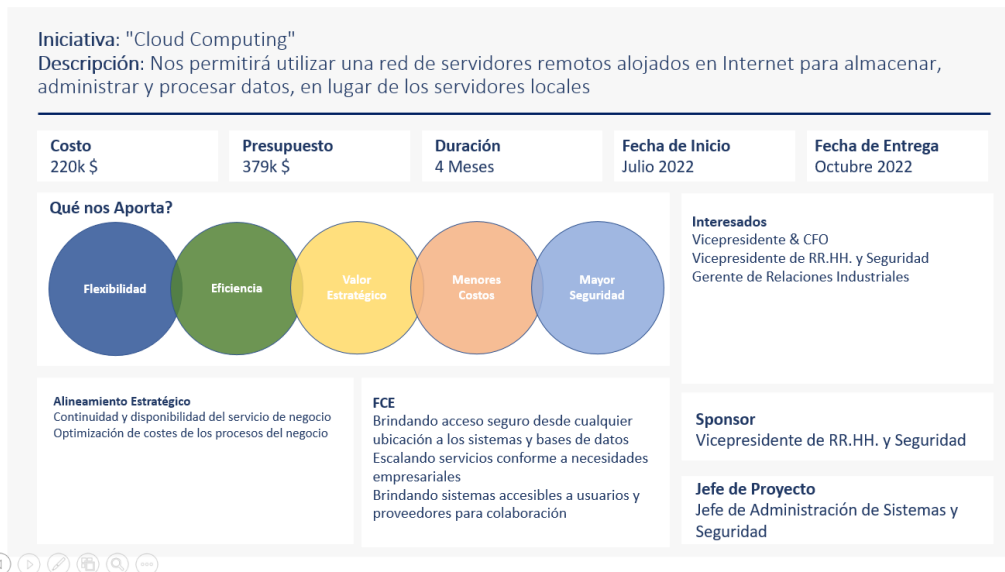 Iniciativa: "Cloud Computing"
Descripción: Nos permitirá utilizar una red de servidores remotos alojados en Internet para almacenar,
administrar y procesar datos, en lugar de los servidores locales
Costo
220k $
Presupuesto
379k $
Duración
4 Meses
Fecha de Inicio
Julio 2022
Fecha de Entrega
Octubre 2022
Qué nos Aporta?
Flexibilidad
Eficiencia
Valor
Estratégico
Menores
Costos
Mayor
Seguridad
Interesados
Vicepresidente & CFO
Vicepresidente de RR.HH. y Seguridad
Gerente de Relaciones Industriales
Alineamiento Estratégico
Continuidad y disponibilidad del servicio de negocio
Optimización de costes de los procesos del negocio
FCE
Brindando acceso seguro desde cualquier
ubicación a los sistemas y bases de datos
Escalando servicios conforme a necesidades
empresariales
Brindando sistemas accesibles a usuarios y
proveedores para colaboración
Sponsor
Vicepresidente de RR.HH. y Seguridad
Jefe de Proyecto
Jefe de Administración de Sistemas y
Seguridad